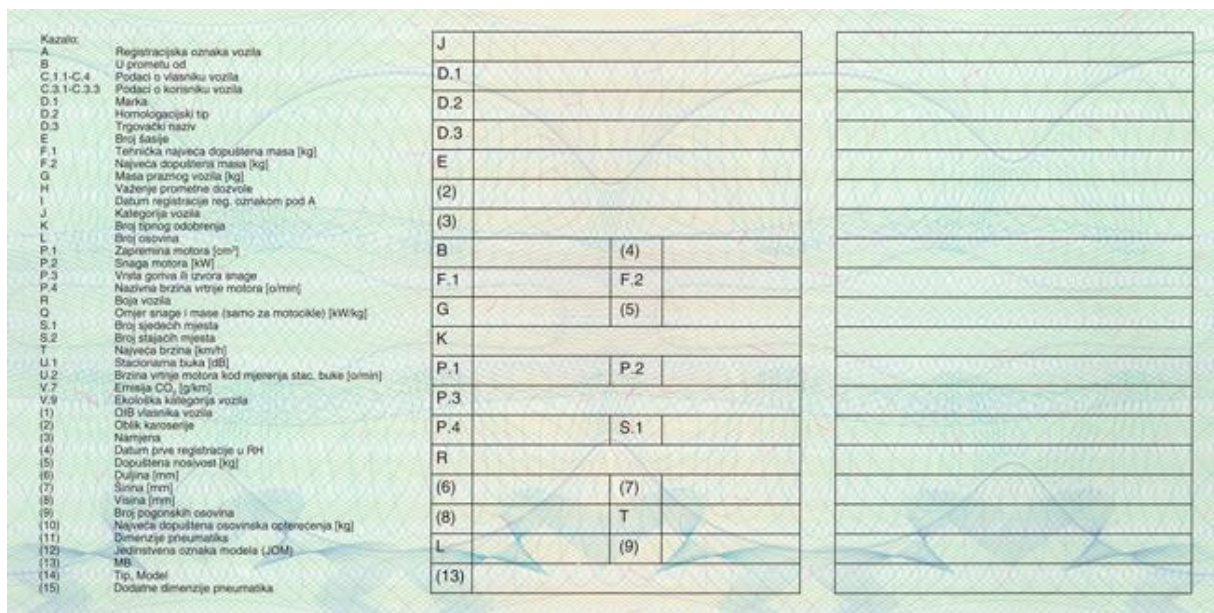 Kazalo:
A Registracijska oznaka vozila
B U prometu od
C.1.1-C.4 Podaci o vlasniku vozila
C.3.1-C.3.3 Podaci o korisniku vozila
D.1 Marka
D.2 Homologacijski tip
D.3 Trgovački naziv
E Broj šasije
F.1 Tehnička najveća dopuštena masa [kg]
F.2 Najveća dopuštena masa [kg]
G Masa praznog vozila [kg]
H Važenje prometne dozvole
I Datum registracije reg. oznakom pod A
J Kategorija vozila
K Broj tipnog odobrenja
L Broj osovina
P.1 Zapremina motora [cm³]
P.2 Snaga motora [kW]
P.3 Vrsta goriva ili izvora snage
P.4 Nazivna brzina vrtnje motora [o/min]
R Boja vozila
Q Omjer snage i mase (samo za motocikle) [kW/kg]
S.1 Broj sjedećih mjesta
S.2 Broj stajaćih mjesta
T Najveća brzina [km/h]
U.1 Stacionarna buka [dB]
U.2 Brzina vrtnje motora kod mjerenja stac. buke [o/min]
V.7 Emisija CO₂ [g/km]
V.9 Ekološka kategorija vozila
(1) OIB vlasnika vozila
(2) Oblik karoserije
(3) Namjena
(4) Datum prve registracije u RH
(5) Dopuštena nosivost [kg]
(6) Duljina [mm]
(7) Širina [mm]
(8) Visina [mm]
(9) Broj pogonskih osovina
(10) Najveća dopuštena osovinska opterećenja [kg]
(11) Dimenzije pneumatika
(12) Jedinstvena oznaka modela (JOM)
(13) MB
(14) Tip, Model
(15) Dodatne dimenzije pneumatika
J
D.1
D.2
D.3
E
(2)
(3)
B (4)
F.1 F.2
G (5)
K
P.1 P.2
P.3
P.4 S.1
R
(6) (7)
(8) T
L (9)
(13)